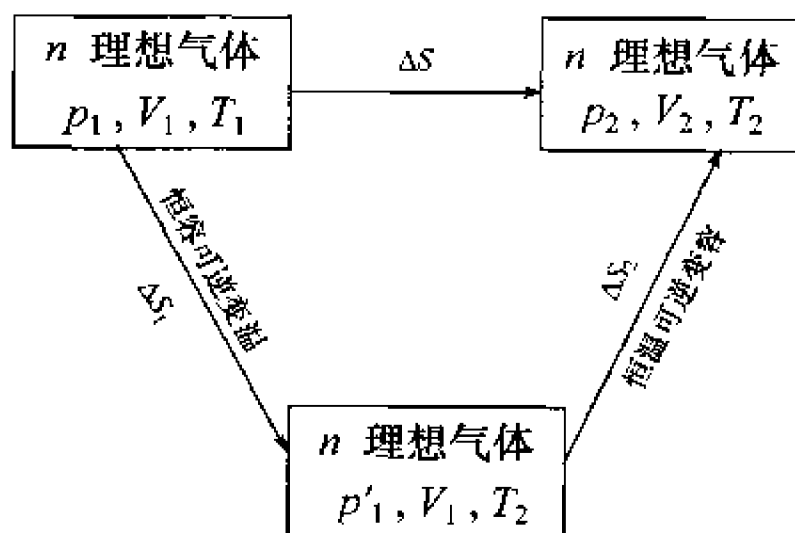 n 理想气体
p₁, V₁, T₁
ΔS
n 理想气体
p₂, V₂, T₂
恒容可逆变温
ΔS₁
ΔS₂
恒温可逆变容
n 理想气体
p'₁, V₁, T₂